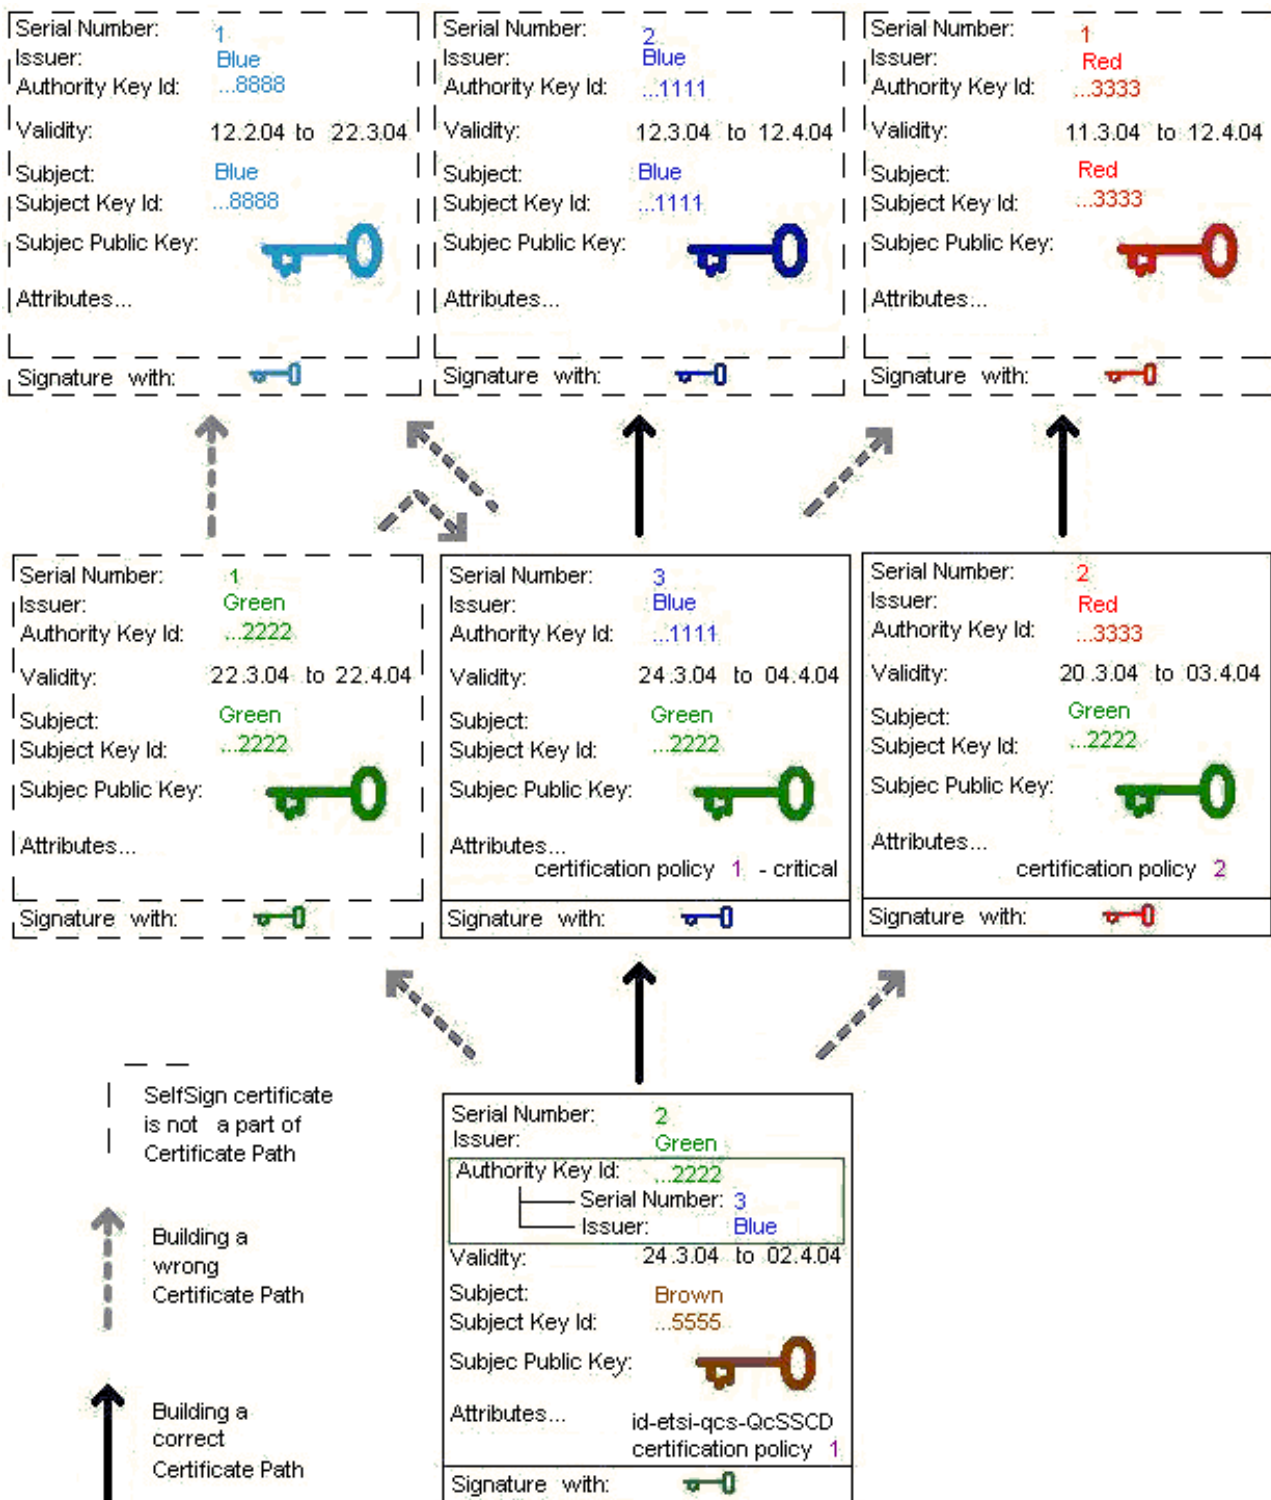 Serial Number: 1
Issuer: Blue
Authority Key Id: ...8888
Validity: 12.2.04 to 22.3.04
Subject: Blue
Subject Key Id: ...8888
Subjec Public Key:
Attributes...
Signature with:
Serial Number: 2
Issuer: Blue
Authority Key Id: ...1111
Validity: 12.3.04 to 12.4.04
Subject: Blue
Subject Key Id: ...1111
Subjec Public Key:
Attributes...
Signature with:
Serial Number: 1
Issuer: Red
Authority Key Id: ...3333
Validity: 11.3.04 to 12.4.04
Subject: Red
Subject Key Id: ...3333
Subjec Public Key:
Attributes...
Signature with:
Serial Number: 1
Issuer: Green
Authority Key Id: ...2222
Validity: 22.3.04 to 22.4.04
Subject: Green
Subject Key Id: ...2222
Subjec Public Key:
Attributes...
Signature with:
Serial Number: 3
Issuer: Blue
Authority Key Id: ...1111
Validity: 24.3.04 to 04.4.04
Subject: Green
Subject Key Id: ...2222
Subjec Public Key:
Attributes...
certification policy 1 - critical
Signature with:
Serial Number: 2
Issuer: Red
Authority Key Id: ...3333
Validity: 20.3.04 to 03.4.04
Subject: Green
Subject Key Id: ...2222
Subjec Public Key:
Attributes...
certification policy 2
Signature with:
SelfSign certificate
is not a part of
Certificate Path
Building a
wrong
Certificate Path
Building a
correct
Certificate Path
Serial Number: 2
Issuer: Green
Authority Key Id: ...2222
Serial Number: 3
Issuer: Blue
Validity: 24.3.04 to 02.4.04
Subject: Brown
Subject Key Id: ...5555
Subjec Public Key:
Attributes... id-etsi-qcs-QcSSCD
certification policy 1
Signature with: